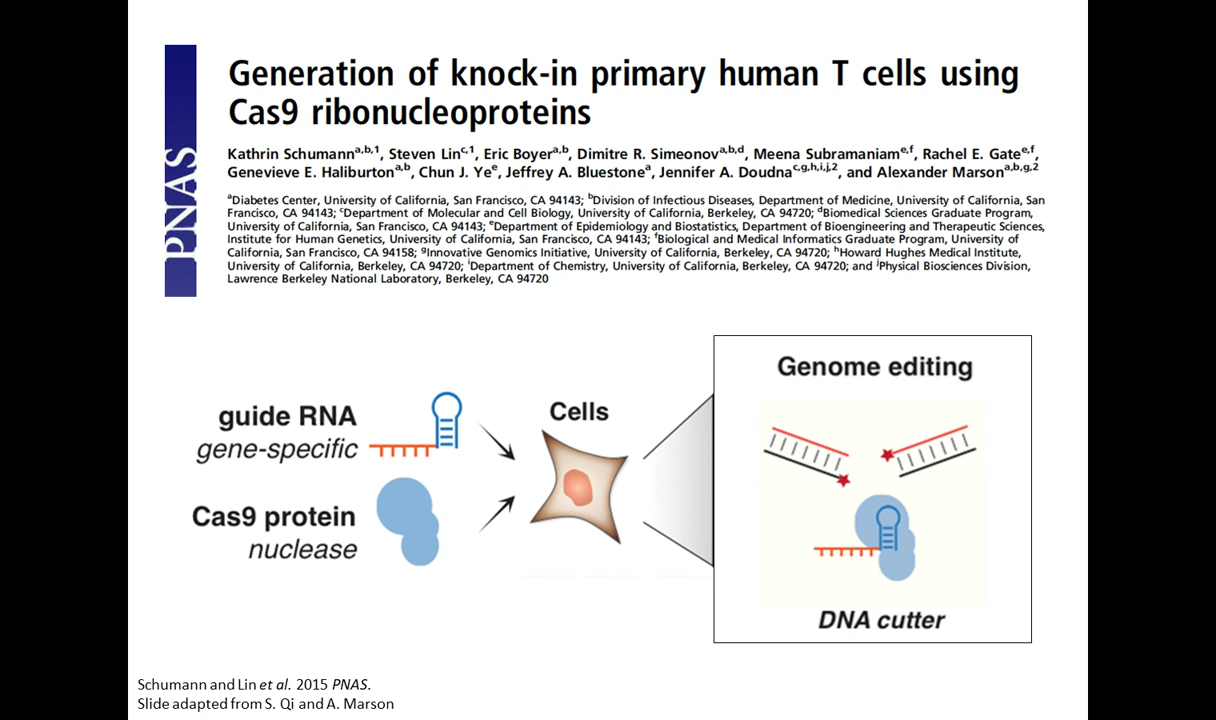 PNAS
Generation of knock-in primary human T cells using
Cas9 ribonucleoproteins
Kathrin Schumannᵃ,ᵇ,¹, Steven Linᶜ,¹, Eric Boyerᵃ,ᵇ, Dimitre R. Simeonovᵃ,ᵇ,ᵈ, Meena Subramaniamᵉ,ᶠ, Rachel E. Gateᵉ,ᶠ,
Genevieve E. Haliburtonᵃ,ᵇ, Chun J. Yeᵉ, Jeffrey A. Bluestoneᵃ, Jennifer A. Doudnaᶜ,ᵍ,ʰ,ⁱ,ʲ,², and Alexander Marsonᵃ,ᵇ,ᵍ,²
ᵃDiabetes Center, University of California, San Francisco, CA 94143; ᵇDivision of Infectious Diseases, Department of Medicine, University of California, San
Francisco, CA 94143; ᶜDepartment of Molecular and Cell Biology, University of California, Berkeley, CA 94720; ᵈBiomedical Sciences Graduate Program,
University of California, San Francisco, CA 94143; ᵉDepartment of Epidemiology and Biostatistics, Department of Bioengineering and Therapeutic Sciences,
Institute for Human Genetics, University of California, San Francisco, CA 94143; ᶠBiological and Medical Informatics Graduate Program, University of
California, San Francisco, CA 94158; ᵍInnovative Genomics Initiative, University of California, Berkeley, CA 94720; ʰHoward Hughes Medical Institute,
University of California, Berkeley, CA 94720; ⁱDepartment of Chemistry, University of California, Berkeley, CA 94720; and ʲPhysical Biosciences Division,
Lawrence Berkeley National Laboratory, Berkeley, CA 94720
guide RNA
gene-specific
Cas9 protein
nuclease
Cells
Genome editing
DNA cutter
Schumann and Lin et al. 2015 PNAS.
Slide adapted from S. Qi and A. Marson